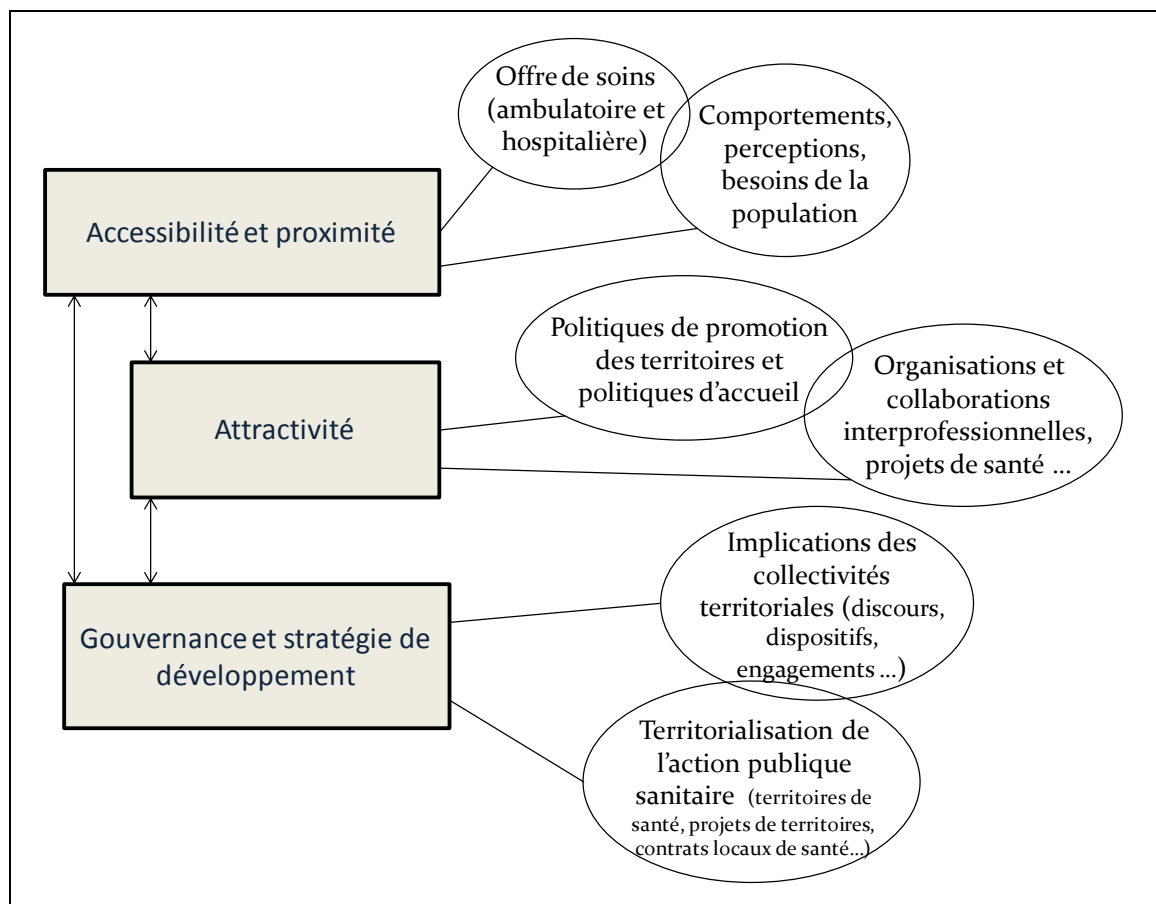 Offre de soins
(ambulatoire et
hospitalière)
Comportements,
perceptions,
besoins de la
population
Accessibilité et proximité
Politiques de promotion
des territoires et
politiques d'accueil
Organisations et
collaborations
interprofessionnelles,
projets de santé ...
Attractivité
Implications des
collectivités
territoriales (discours,
dispositifs,
engagements ...)
Gouvernance et stratégie de
développement
Territorialisation de
l'action publique
sanitaire (territoires de
santé, projets de territoires,
contrats locaux de santé...)